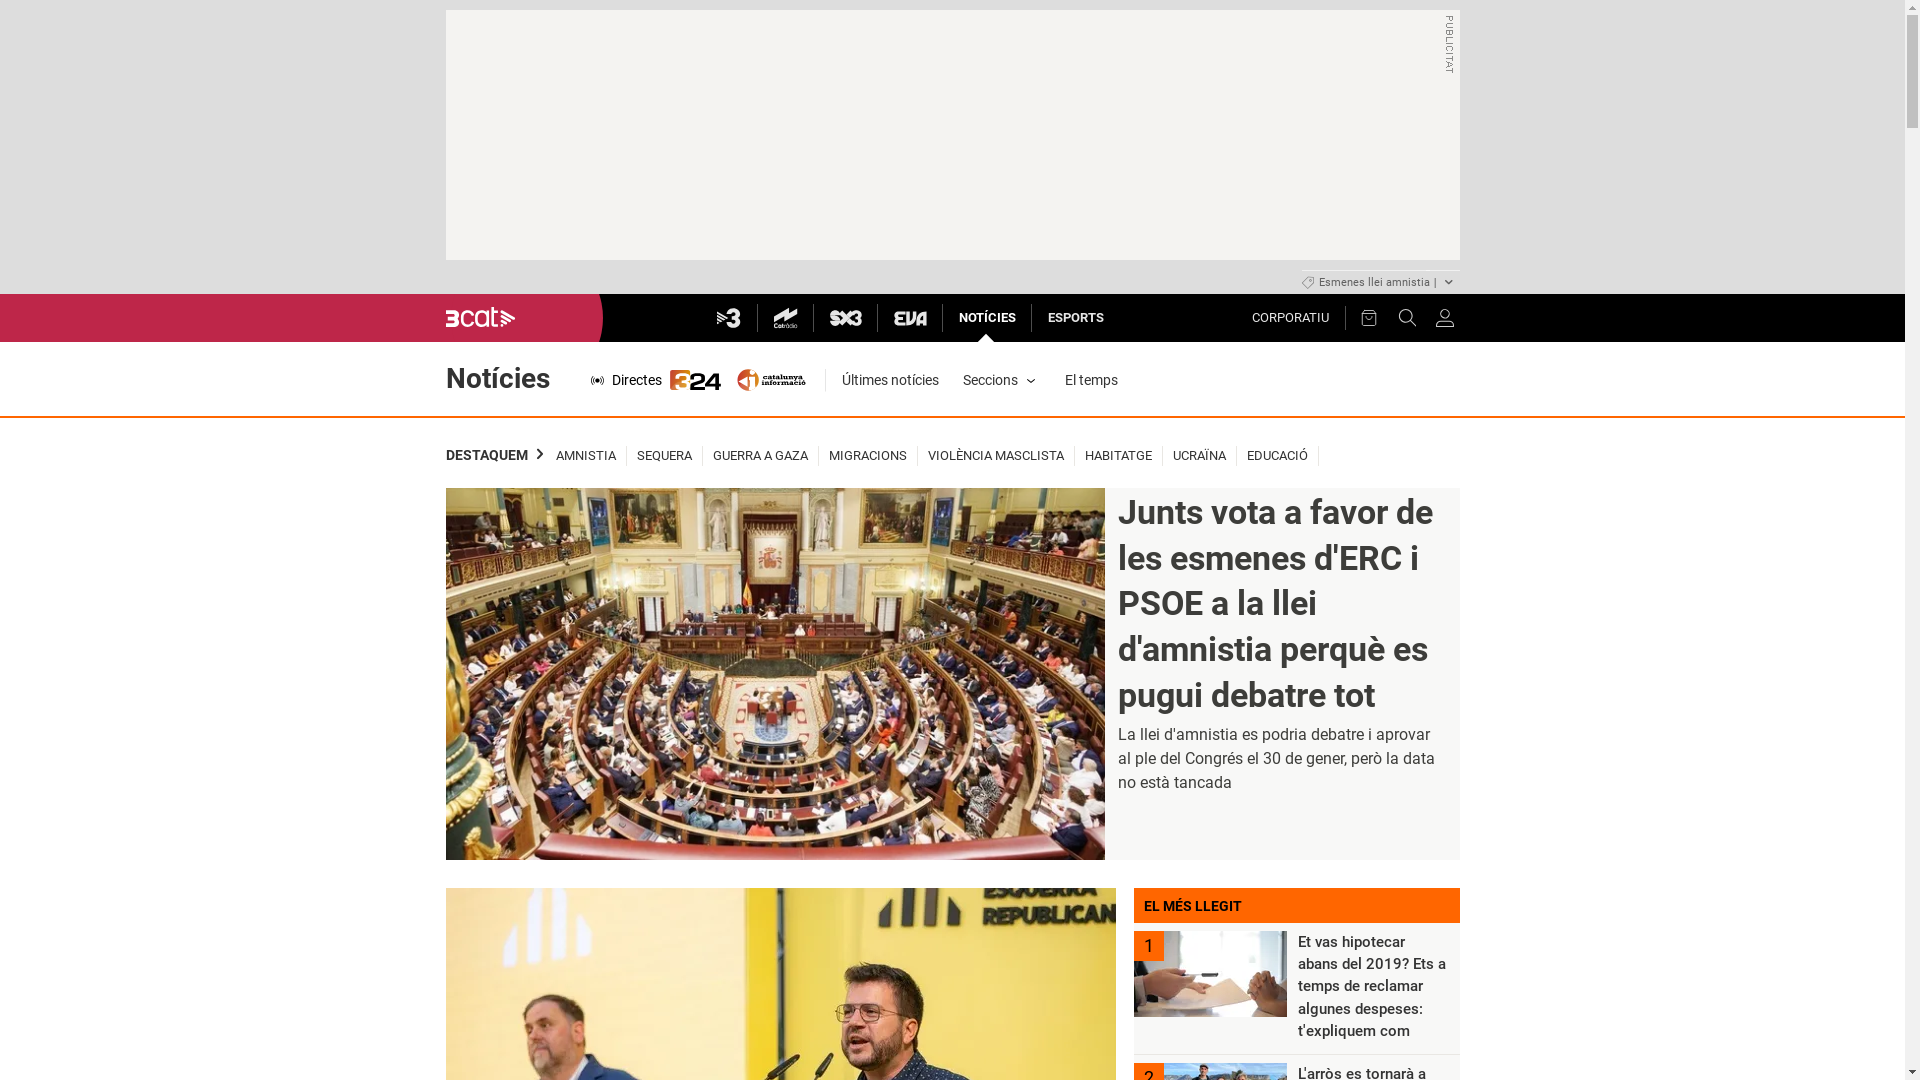 PUBLICITAT
Esmenes llei amnistia |
3cat
3
Catràdio
SX3
EVA
NOTÍCIES
ESPORTS
CORPORATIU
Notícies
Directes
324
catalunya
informació
Últimes notícies
Seccions
El temps
DESTAQUEM
AMNISTIA
SEQUERA
GUERRA A GAZA
MIGRACIONS
VIOLÈNCIA MASCLISTA
HABITATGE
UCRAÏNA
EDUCACIÓ
Junts vota a favor de
les esmenes d'ERC i
PSOE a la llei
d'amnistia perquè es
pugui debatre tot
La llei d'amnistia es podria debatre i aprovar
al ple del Congrés el 30 de gener, però la data
no està tancada
ESQUERRA
REPUBLICAN
EL MÉS LLEGIT
1
Et vas hipotecar
abans del 2019? Ets a
temps de reclamar
algunes despeses:
t'expliquem com
2
L'arròs es tornarà a